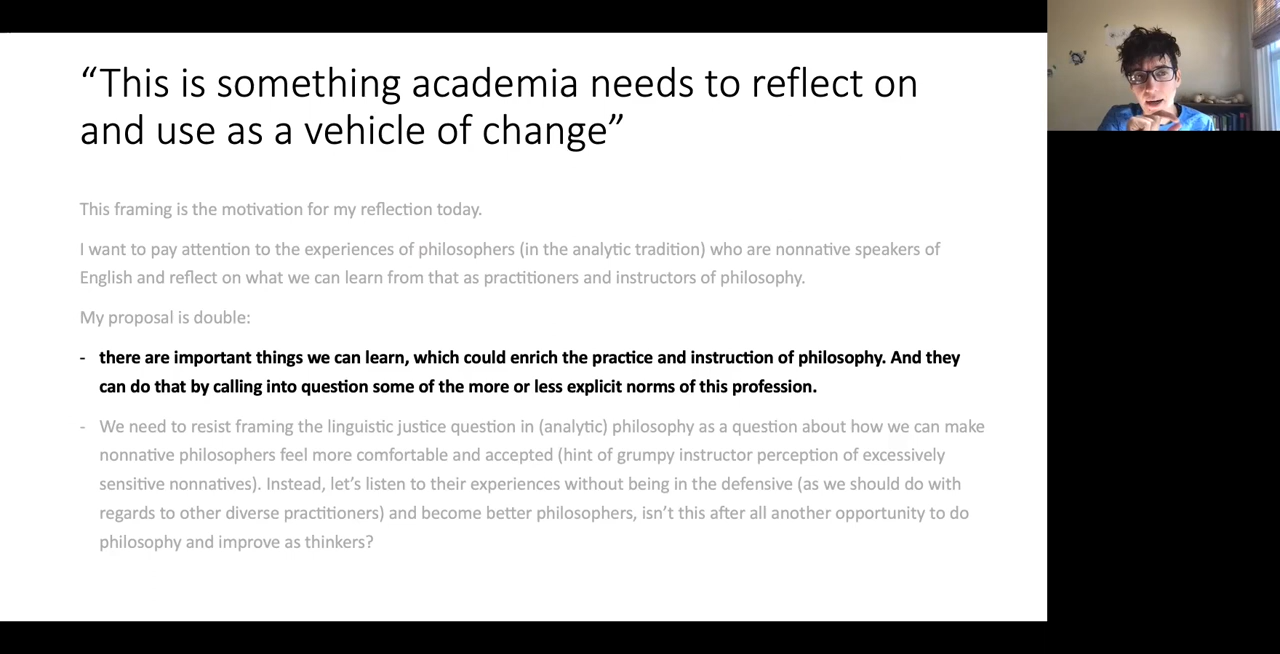 “This is something academia needs to reflect on
and use as a vehicle of change”
This framing is the motivation for my reflection today.
I want to pay attention to the experiences of philosophers (in the analytic tradition) who are nonnative speakers of
English and reflect on what we can learn from that as practitioners and instructors of philosophy.
My proposal is double:
- there are important things we can learn, which could enrich the practice and instruction of philosophy. And they
can do that by calling into question some of the more or less explicit norms of this profession.
- We need to resist framing the linguistic justice question in (analytic) philosophy as a question about how we can make
nonnative philosophers feel more comfortable and accepted (hint of grumpy instructor perception of excessively
sensitive nonnatives). Instead, let’s listen to their experiences without being in the defensive (as we should do with
regards to other diverse practitioners) and become better philosophers, isn’t this after all another opportunity to do
philosophy and improve as thinkers?